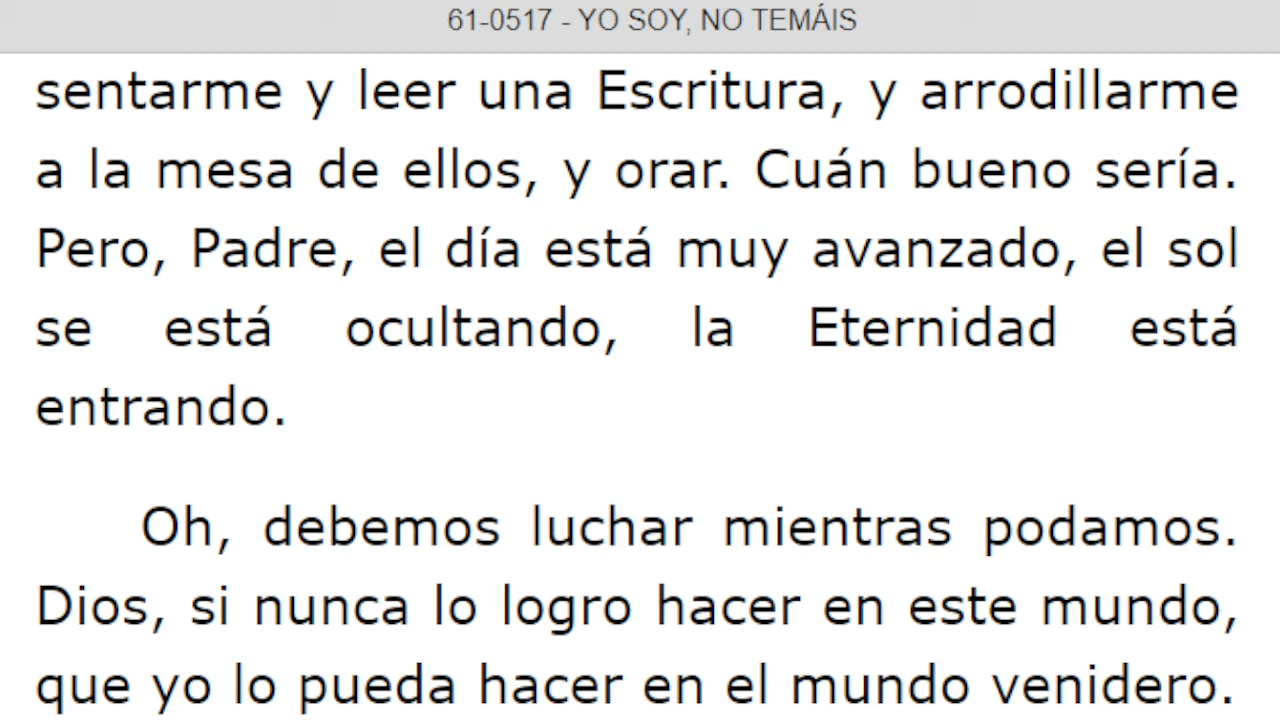 61-0517 - YO SOY, NO TEMÁIS
sentarme y leer una Escritura, y arrodillarme
a la mesa de ellos, y orar. Cuán bueno sería.
Pero, Padre, el día está muy avanzado, el sol
se está ocultando, la Eternidad está
entrando.
Oh, debemos luchar mientras podamos.
Dios, si nunca lo logro hacer en este mundo,
que yo lo pueda hacer en el mundo venidero.